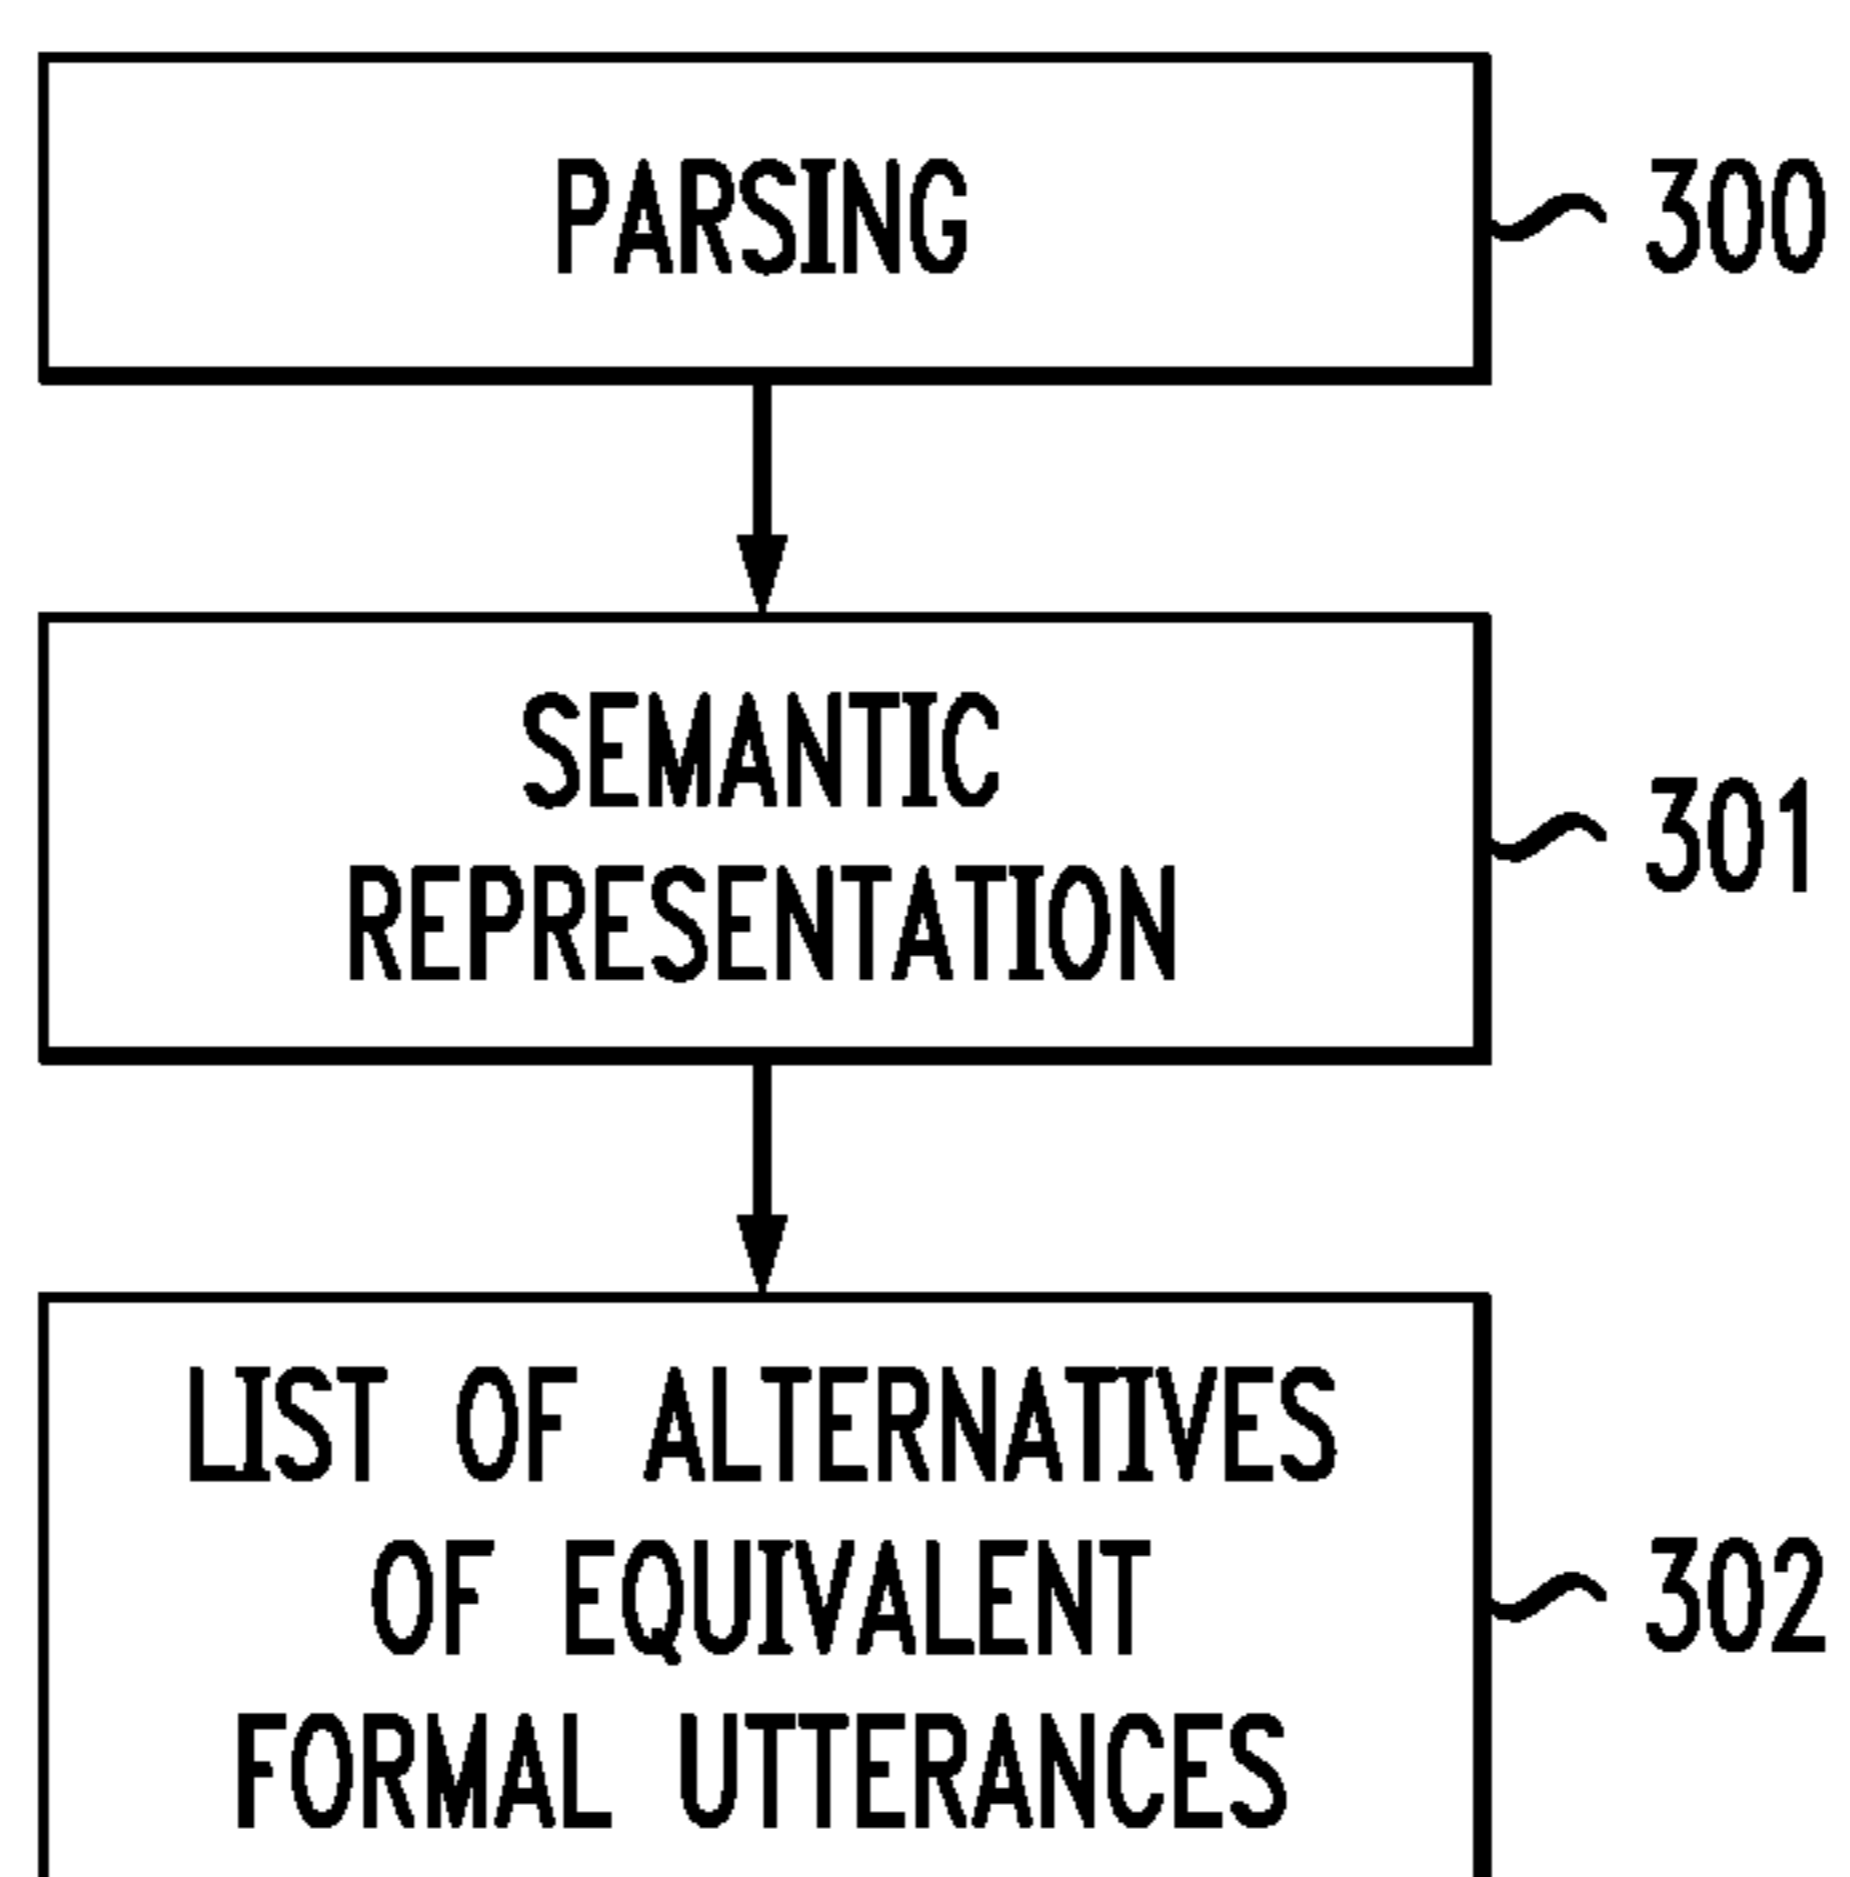 PARSING
300
SEMANTIC
REPRESENTATION
301
LIST OF ALTERNATIVES
OF EQUIVALENT
FORMAL UTTERANCES
302